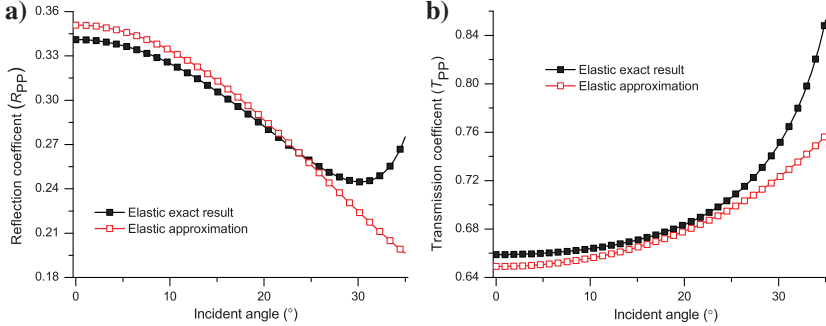 a)
0.36
0.33
0.30
0.27
0.24
0.21
0.18
Reflection coefficent (RPP)
Elastic exact result
Elastic approximation
0
10
20
30
Incident angle (°)
b)
0.84
0.80
0.76
0.72
0.68
0.64
Transmission coefficent (TPP)
Elastic exact result
Elastic approximation
0
10
20
30
Incident angle (°)